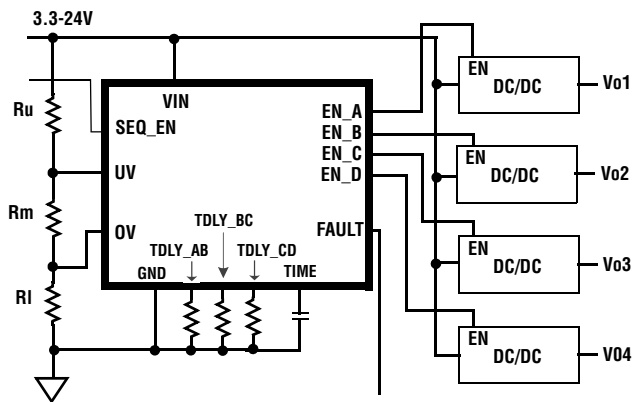 3.3-24V
VIN
SEQ_EN
Ru
UV
Rm
OV
Rl
GND
TDLY_AB
TDLY_BC
TDLY_CD
TIME
EN_A
EN_B
EN_C
EN_D
FAULT
EN
DC/DC
Vo1
EN
DC/DC
Vo2
EN
DC/DC
Vo3
EN
DC/DC
V04